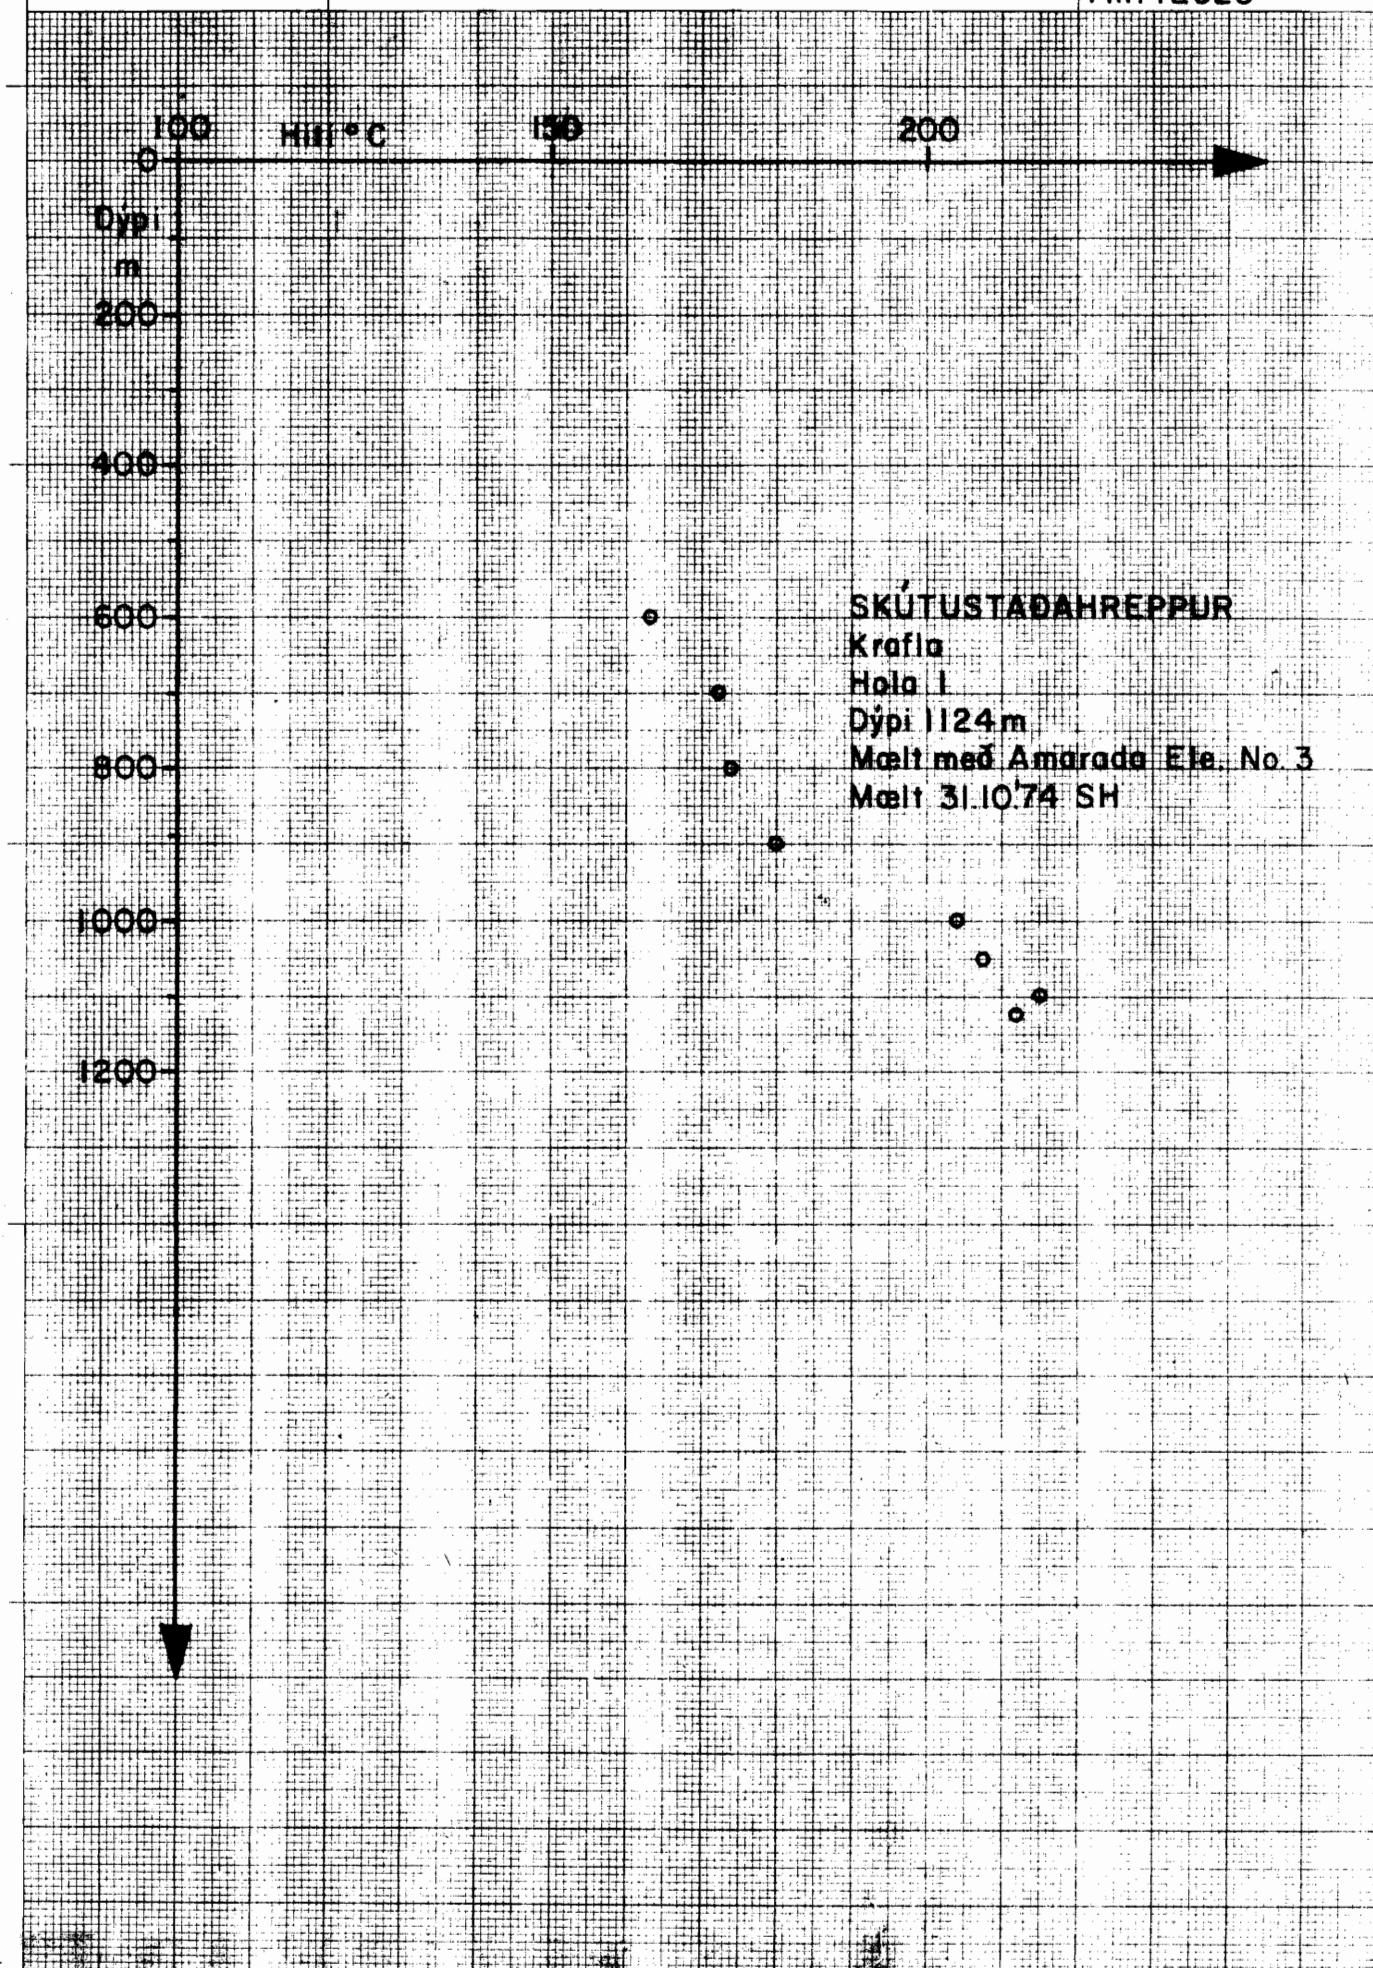 100 Hiti °C 150 200
0
Dýpi
m
200
400
600
800
1000
1200
SKÚTUSTAÐAHREPPUR
Krafla
Hola 1
Dýpi 1124 m
Mælt með Amarada Ele. No. 3
Mælt 31.10.'74 SH